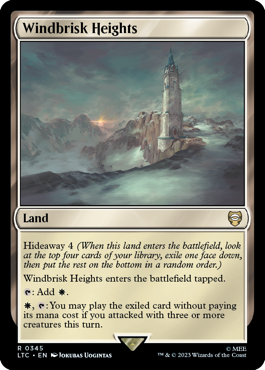 Windbrisk Heights
Land
Hideaway 4 (When this land enters the battlefield, look
at the top four cards of your library, exile one face down,
then put the rest on the bottom in a random order.)
Windbrisk Heights enters the battlefield tapped.
: Add .
, : You may play the exiled card without paying
its mana cost if you attacked with three or more
creatures this turn.
R 0345
LTC • EN JOKUBAS UOGINTAS
© MEE
™ & © 2023 Wizards of the Coast